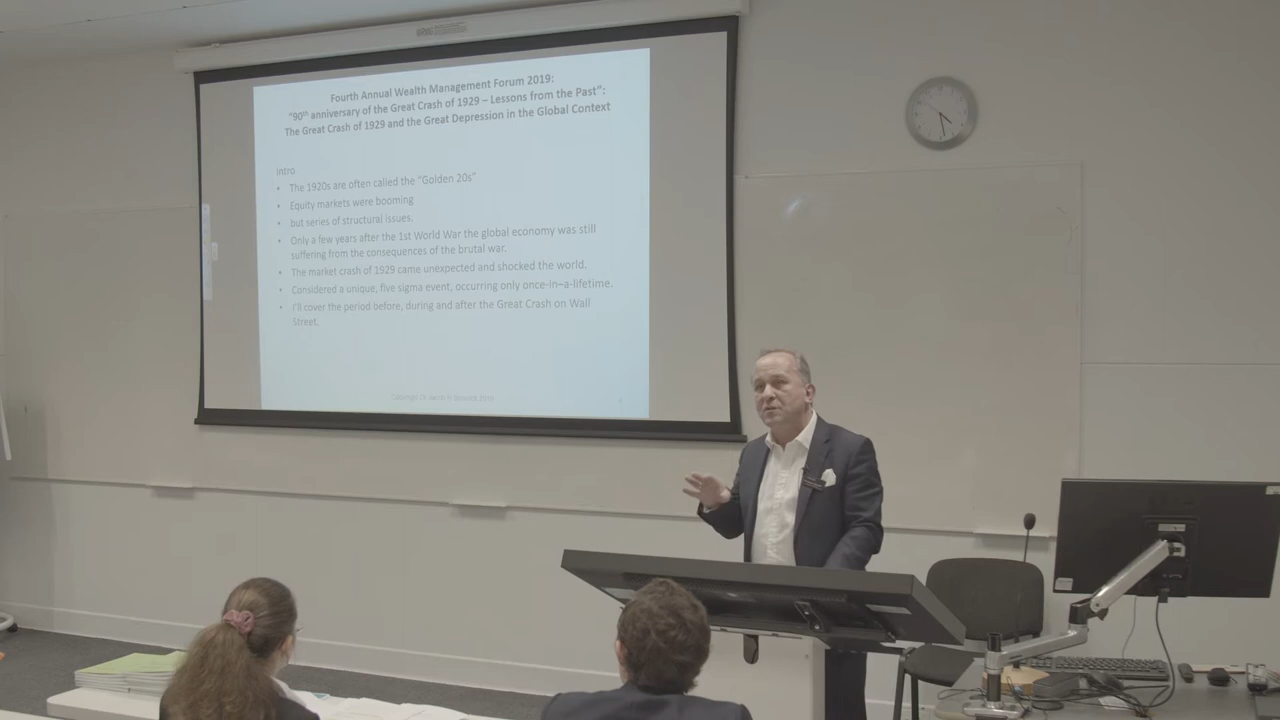 Fourth Annual Wealth Management Forum 2019:
"90th anniversary of the Great Crash of 1929 – Lessons from the Past":
The Great Crash of 1929 and the Great Depression in the Global Context
Intro
• The 1920s are often called the "Golden 20s"
• Equity markets were booming
• but series of structural issues.
• Only a few years after the 1st World War the global economy was still
suffering from the consequences of the brutal war.
• The market crash of 1929 came unexpected and shocked the world.
• Considered a unique, five sigma event, occurring only once-in–a-lifetime.
• I'll cover the period before, during and after the Great Crash on Wall
Street.